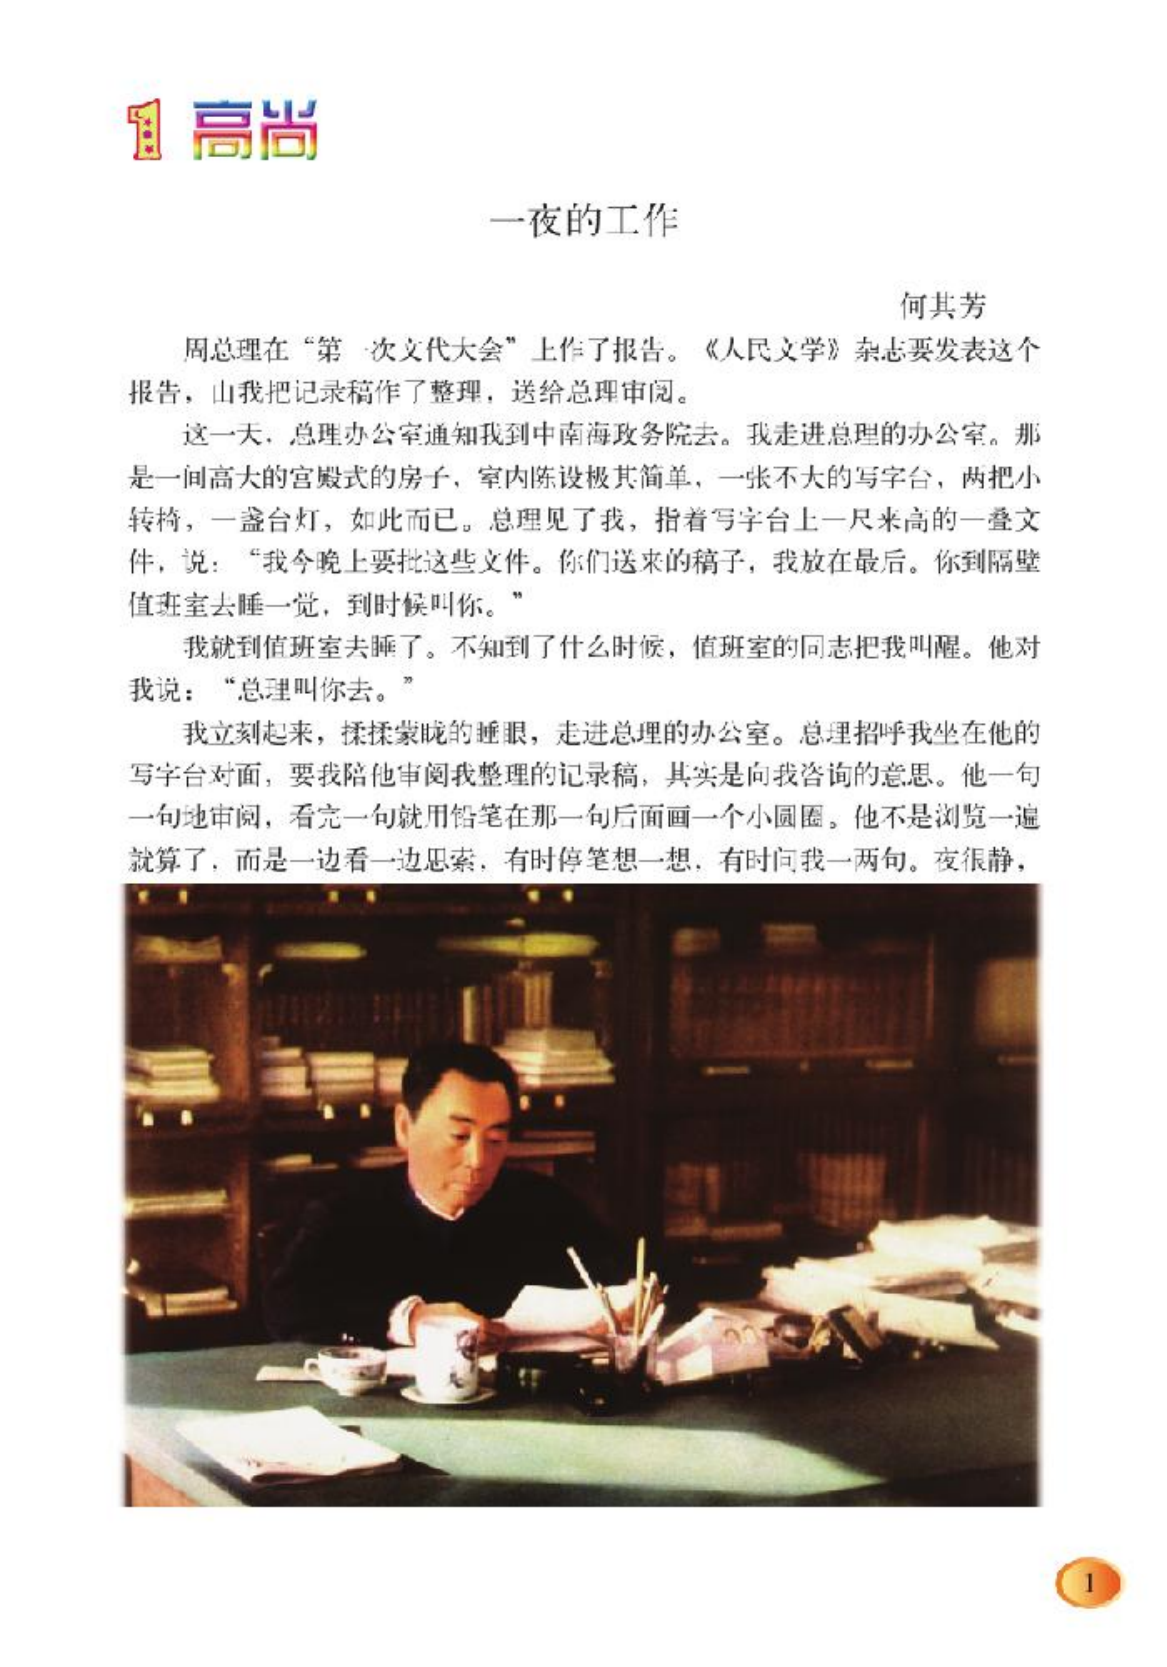 1 高尚
一夜的工作
何其芳
周总理在“第一次文代大会”上作了报告。《人民文学》杂志要发表这个
报告，由我把记录稿作了整理，送给总理审阅。
这一天，总理办公室通知我到中南海政务院去。我走进总理的办公室。那
是一间高大的宫殿式的房子，室内陈设极其简单，一张不大的写字台，两把小
转椅，一盏台灯，如此而已。总理见了我，指着写字台上一尺来高的一叠文
件，说：“我今晚上要批这些文件。你们送来的稿子，我放在最后。你到隔壁
值班室去睡一觉，到时候叫你。”
我就到值班室去睡了。不知到了什么时候，值班室的同志把我叫醒。他对
我说：“总理叫你去。”
我立刻起来，揉揉蒙眬的睡眼，走进总理的办公室。总理招呼我坐在他的
写字台对面，要我陪他审阅我整理的记录稿，其实是向我咨询的意思。他一句
一句地审阅，看完一句就用铅笔在那一句后面画一个小圆圈。他不是浏览一遍
就算了，而是一边看一边思索，有时停笔想一想，有时问我一两句。夜很静，
1